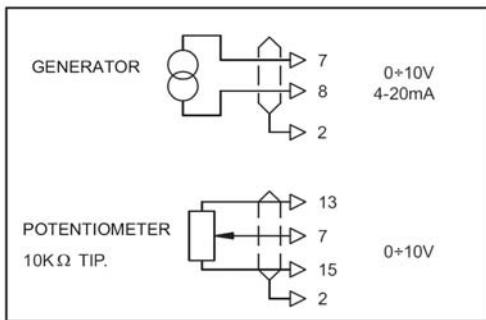 GENERATOR
7
8
2
0÷10V
4-20mA
POTENTIOMETER
10KΩ TIP.
13
7
15
2
0÷10V